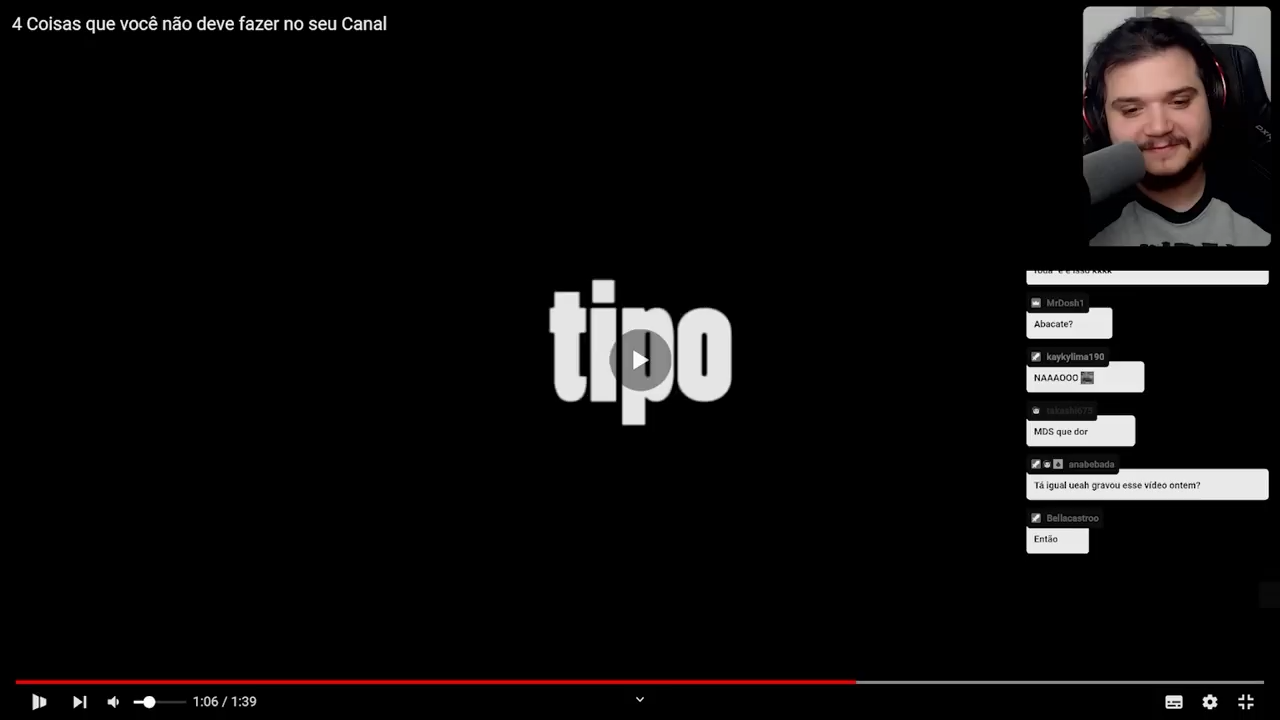 4 Coisas que você não deve fazer no seu Canal
tipo
MrDosh1
Abacate?
kaykylima190
NAAAOOO
takashi675
MDS que dor
anabebada
Tá igual ueah gravou esse vídeo ontem?
Bellacastroo
Então
1:06 / 1:39